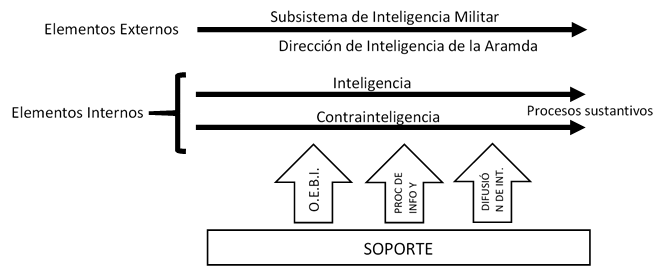 Subsistema de Inteligencia Militar
Elementos Externos
Dirección de Inteligencia de la Aramda
Inteligencia
Elementos Internos
Contrainteligencia
Procesos sustantivos
O.E.B.I.
PROC DE
INFO Y
DIFUSIÓ
N DE INT.
SOPORTE